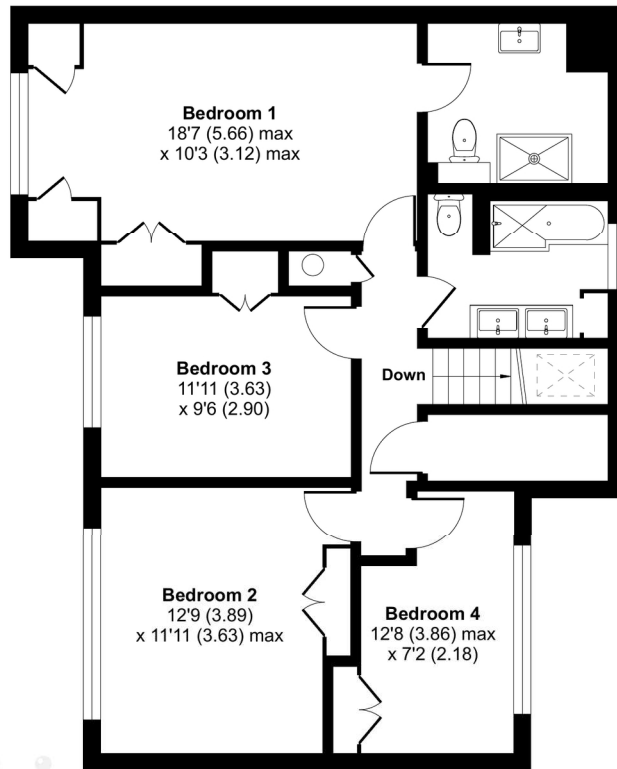 Bedroom 1
18'7 (5.66) max
x 10'3 (3.12) max
Bedroom 3
11'11 (3.63)
x 9'6 (2.90)
Down
Bedroom 2
12'9 (3.89)
x 11'11 (3.63) max
Bedroom 4
12'8 (3.86) max
x 7'2 (2.18)